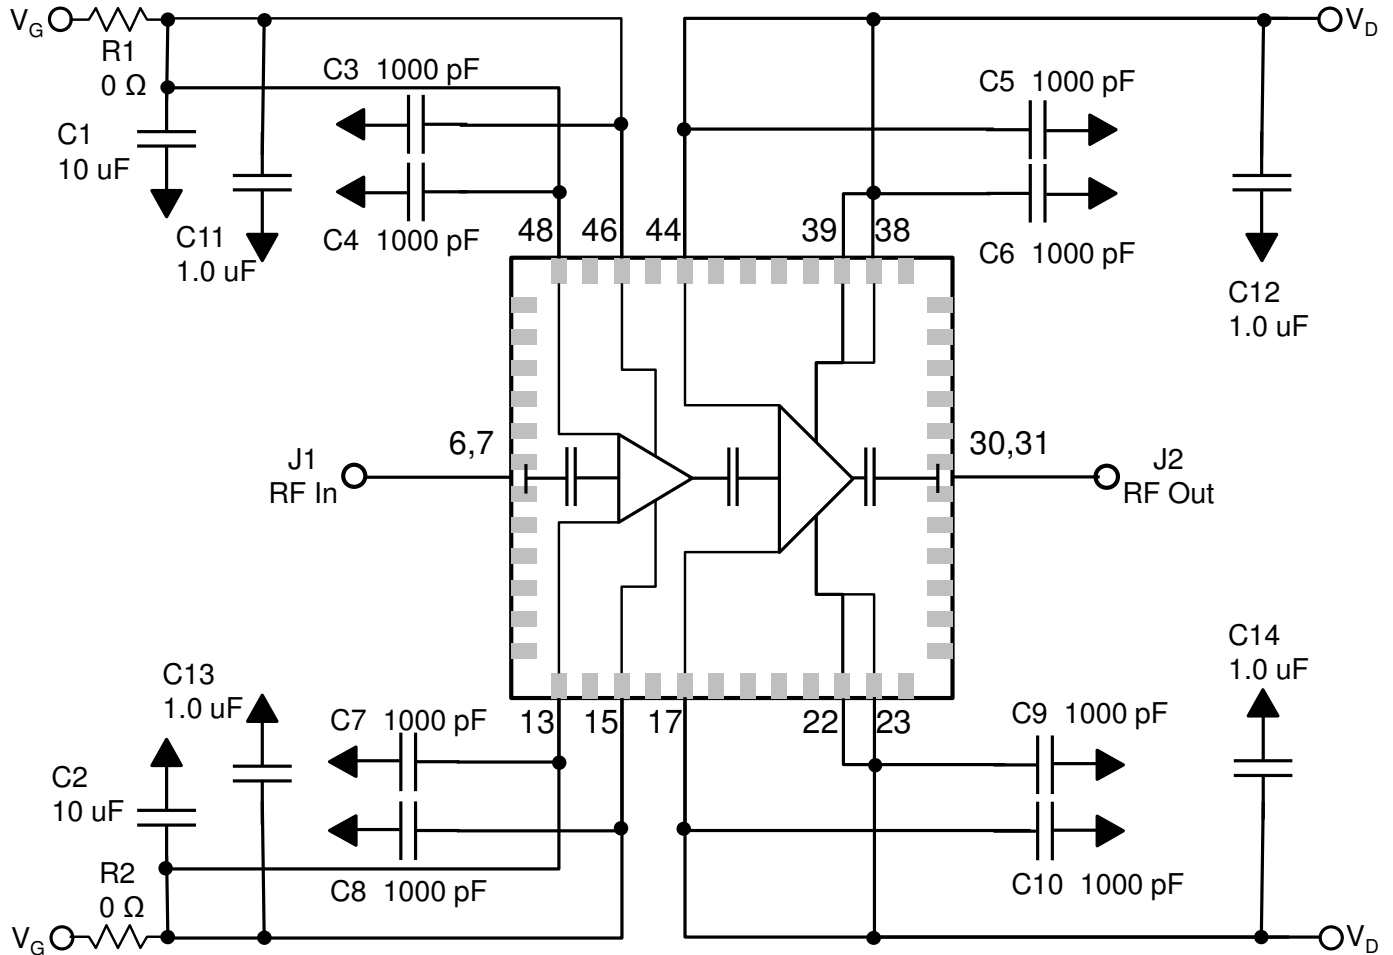 VG
R1
0 Ω
C1
10 uF
C11
1.0 uF
C3 1000 pF
C4 1000 pF
C5 1000 pF
C6 1000 pF
VD
C12
1.0 uF
48 46 44 39 38
6,7
J1
RF In
30,31
J2
RF Out
13 15 17 22 23
C13
1.0 uF
C2
10 uF
R2
0 Ω
VG
C7 1000 pF
C8 1000 pF
C9 1000 pF
C10 1000 pF
C14
1.0 uF
VD